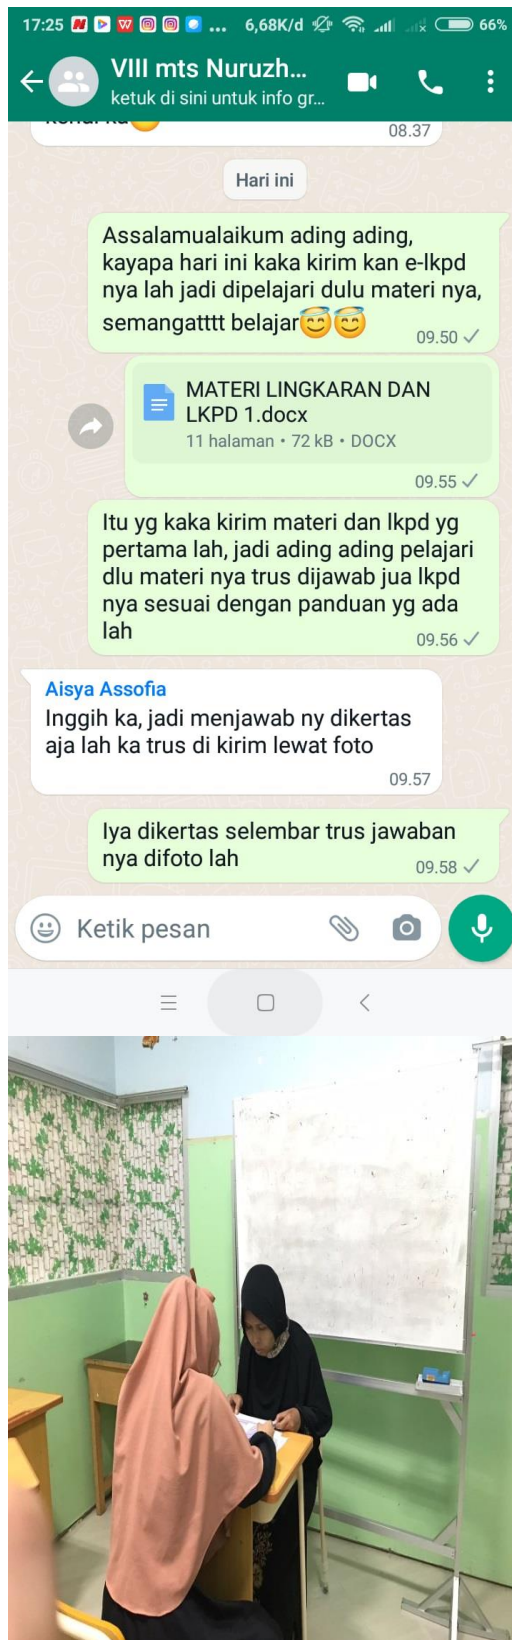 17:25 ... 6,68K/d 66%
VIII mts Nuruzh...
ketuk di sini untuk info gr...
08.37
Hari ini
Assalamualaikum ading ading,
kayapa hari ini kaka kirim kan e-lkpd
nya lah jadi dipelajari dulu materi nya,
semangatttt belajar😇😇
09.50
MATERI LINGKARAN DAN
LKPD 1.docx
11 halaman • 72 kB • DOCX
09.55
Itu yg kaka kirim materi dan lkpd yg
pertama lah, jadi ading ading pelajari
dlu materi nya trus dijawab jua lkpd
nya sesuai dengan panduan yg ada
lah
09.56
Aisya Assofia
Inggih ka, jadi menjawab ny dikertas
aja lah ka trus di kirim lewat foto
09.57
Iya dikertas selembar trus jawaban
nya difoto lah
09.58
Ketik pesan